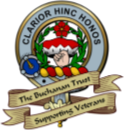 CLARIOR HINC HONOS
The Buchanan Trust
Supporting Veterans